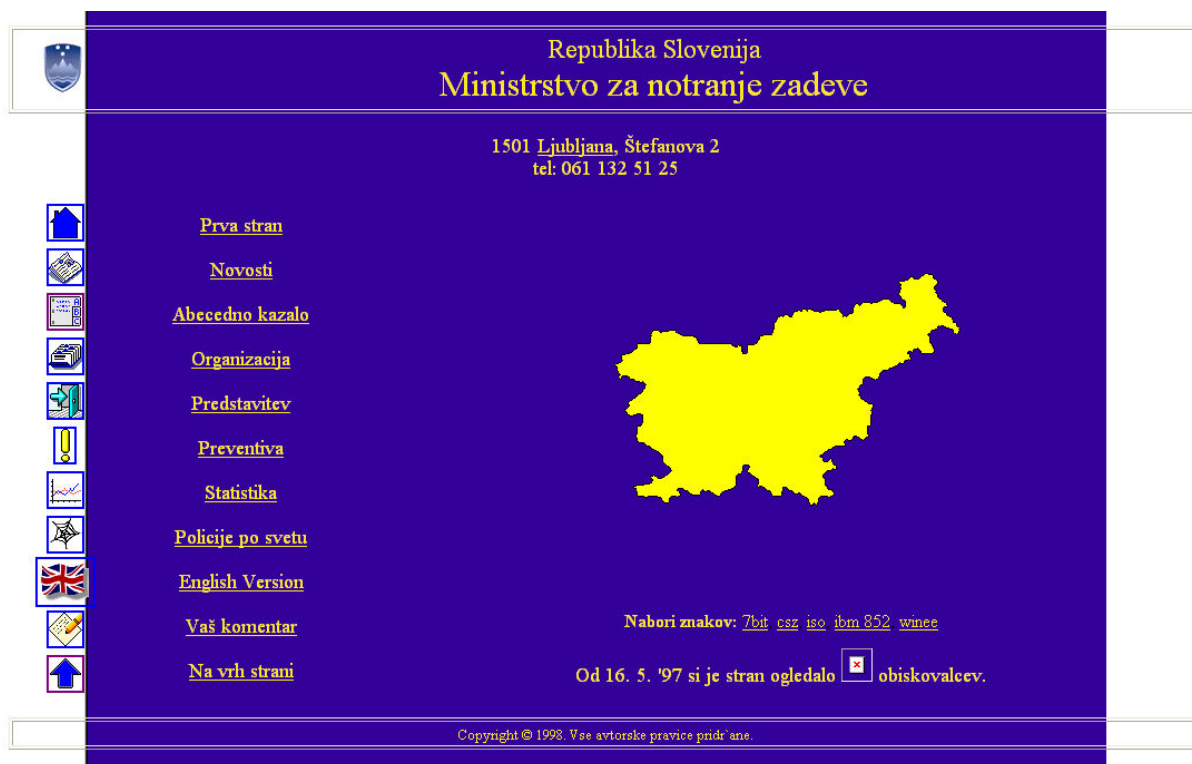 Republika Slovenija
Ministrstvo za notranje zadeve
1501 Ljubljana, Štefanova 2
tel: 061 132 51 25
Prva stran
Novosti
Abecedno kazalo
Organizacija
Predstavitev
Preventiva
Statistika
Policije po svetu
English Version
Vaš komentar
Na vrh strani
Nabori znakov: 7bit csz iso ibm 852 winee
Od 16. 5. '97 si je stran ogledalo obiskovalcev.
Copyright © 1998. Vse avtorske pravice pridr`ane.